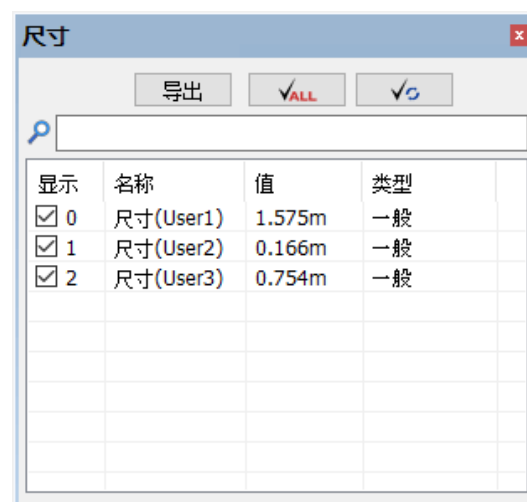 尺寸
导出 ALL
显示 名称 值 类型
0 尺寸(User1) 1.575m 一般
1 尺寸(User2) 0.166m 一般
2 尺寸(User3) 0.754m 一般